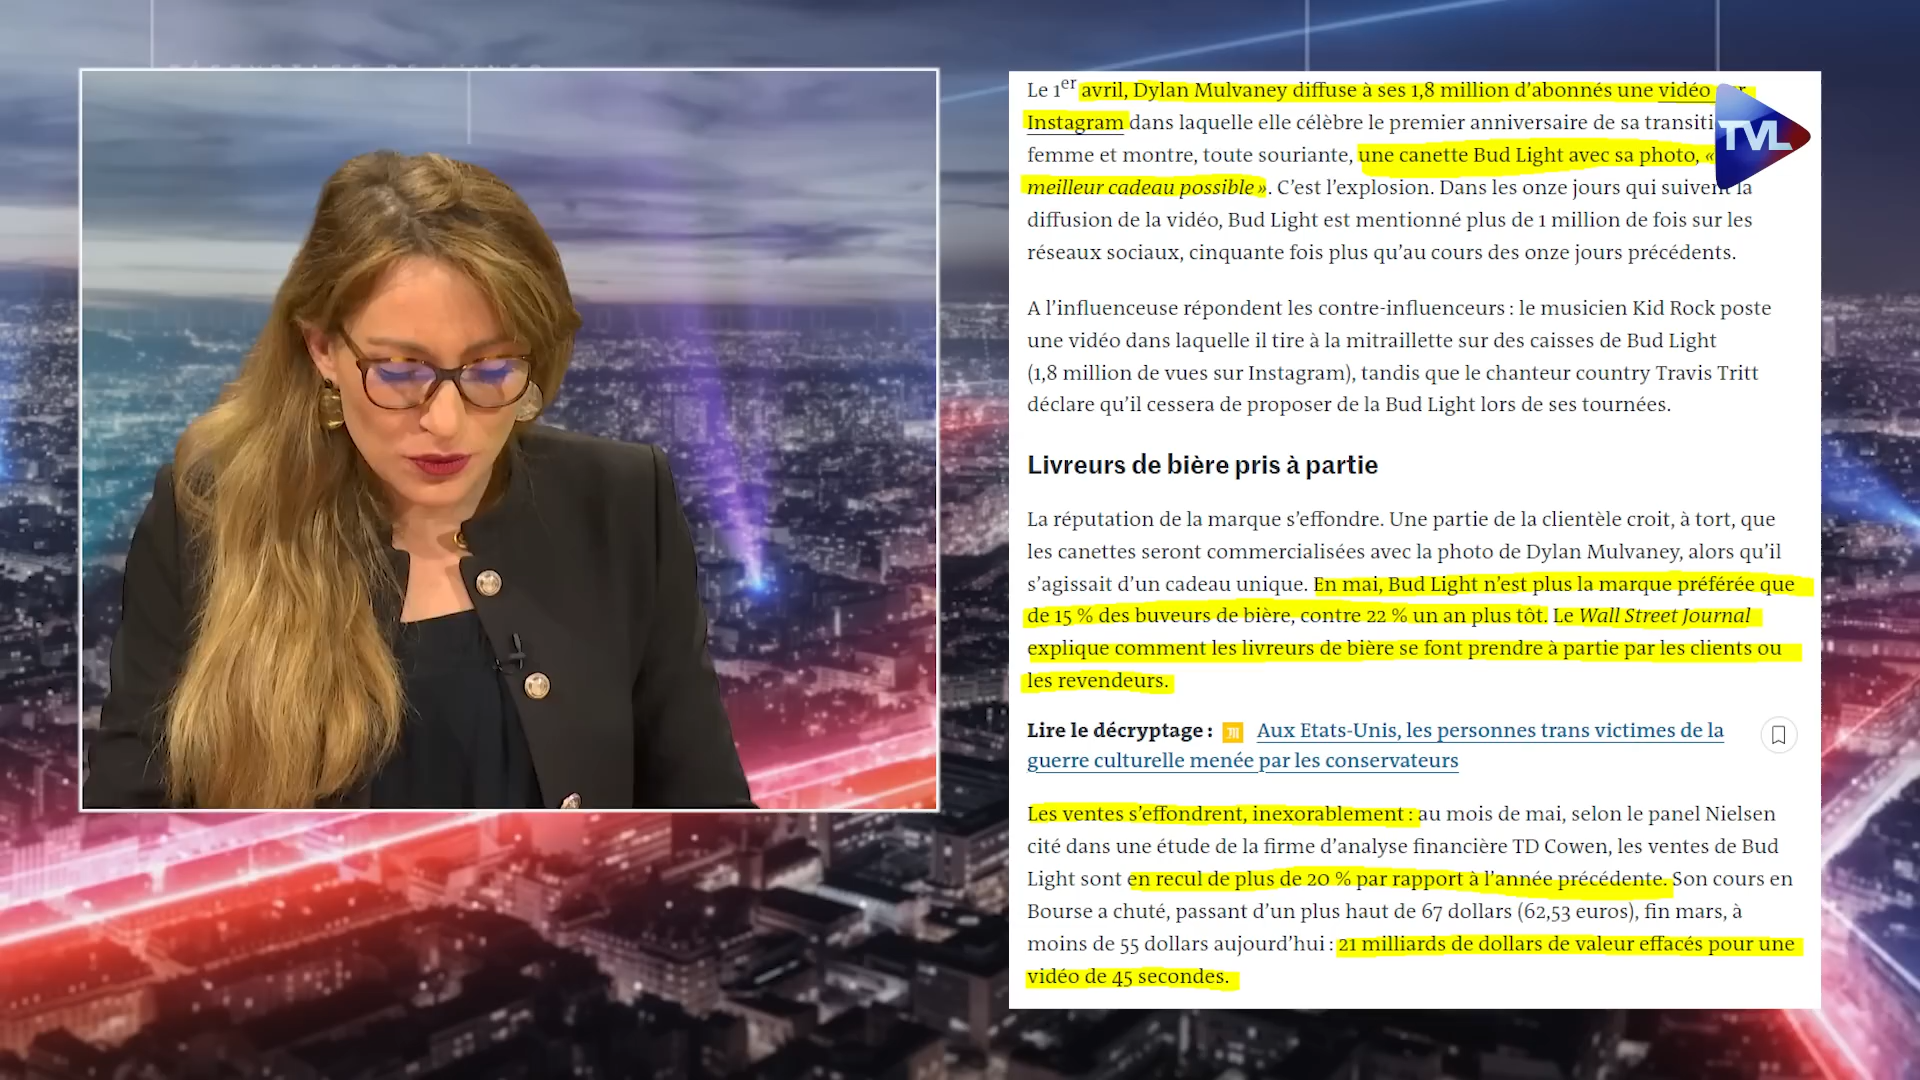 Le 1er avril, Dylan Mulvaney diffuse à ses 1,8 million d’abonnés une vidéo
Instagram dans laquelle elle célèbre le premier anniversaire de sa
femme et montre, toute souriante, une canette Bud Light avec sa photo, «
meilleur cadeau possible ». C’est l’explosion. Dans les onze jours qui suivent la
diffusion de la vidéo, Bud Light est mentionné plus de 1 million de fois sur les
réseaux sociaux, cinquante fois plus qu’au cours des onze jours précédents.
TVL
A l’influenceuse répondent les contre-influenceurs : le musicien Kid Rock poste
une vidéo dans laquelle il tire à la mitraillette sur des caisses de Bud Light
(1,8 million de vues sur Instagram), tandis que le chanteur country Travis Tritt
déclare qu’il cessera de proposer de la Bud Light lors de ses tournées.
Livreurs de bière pris à partie
La réputation de la marque s’effondre. Une partie de la clientèle croit, à tort, que
les canettes seront commercialisées avec la photo de Dylan Mulvaney, alors qu’il
s’agissait d’un cadeau unique. En mai, Bud Light n’est plus la marque préférée que
de 15 % des buveurs de bière, contre 22 % un an plus tôt. Le Wall Street Journal
explique comment les livreurs de bière se font prendre à partie par les clients ou
les revendeurs.
Lire le décryptage : Aux Etats-Unis, les personnes trans victimes de la
guerre culturelle menée par les conservateurs
Les ventes s’effondrent, inexorablement : au mois de mai, selon le panel Nielsen
cité dans une étude de la firme d’analyse financière TD Cowen, les ventes de Bud
Light sont en recul de plus de 20 % par rapport à l’année précédente. Son cours en
Bourse a chuté, passant d’un plus haut de 67 dollars (62,53 euros), fin mars, à
moins de 55 dollars aujourd’hui : 21 milliards de dollars de valeur effacés pour une
vidéo de 45 secondes.